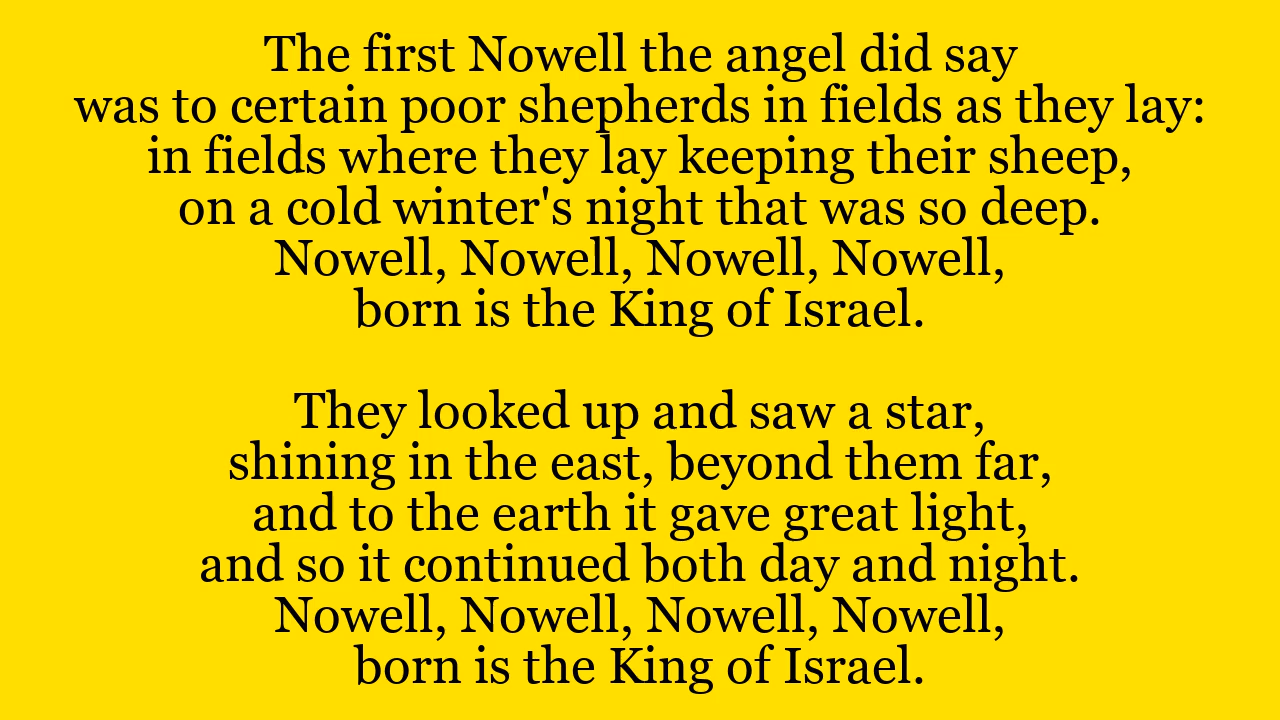 The first Nowell the angel did say
was to certain poor shepherds in fields as they lay:
in fields where they lay keeping their sheep,
on a cold winter's night that was so deep.
Nowell, Nowell, Nowell, Nowell,
born is the King of Israel.

They looked up and saw a star,
shining in the east, beyond them far,
and to the earth it gave great light,
and so it continued both day and night.
Nowell, Nowell, Nowell, Nowell,
born is the King of Israel.